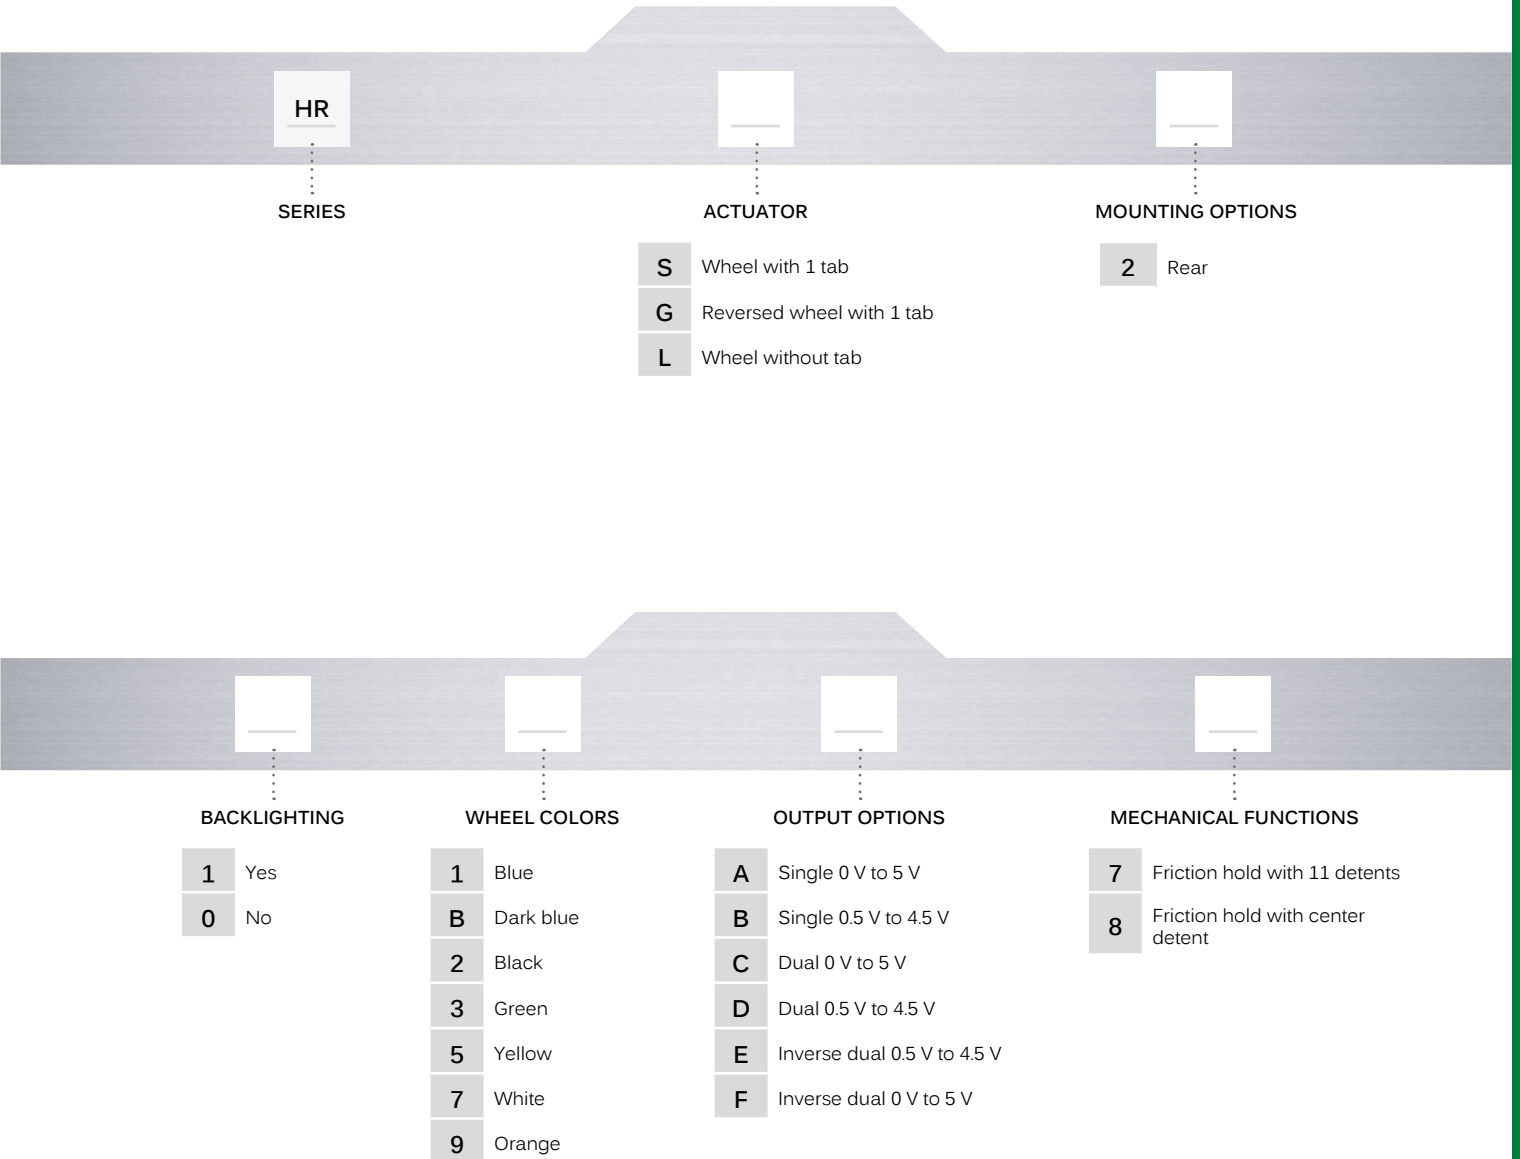 HR
SERIES
ACTUATOR
MOUNTING OPTIONS
S Wheel with 1 tab
G Reversed wheel with 1 tab
L Wheel without tab
2 Rear
BACKLIGHTING
WHEEL COLORS
OUTPUT OPTIONS
MECHANICAL FUNCTIONS
1 Yes
0 No
1 Blue
B Dark blue
2 Black
3 Green
5 Yellow
7 White
9 Orange
A Single 0 V to 5 V
B Single 0.5 V to 4.5 V
C Dual 0 V to 5 V
D Dual 0.5 V to 4.5 V
E Inverse dual 0.5 V to 4.5 V
F Inverse dual 0 V to 5 V
7 Friction hold with 11 detents
8 Friction hold with center
detent